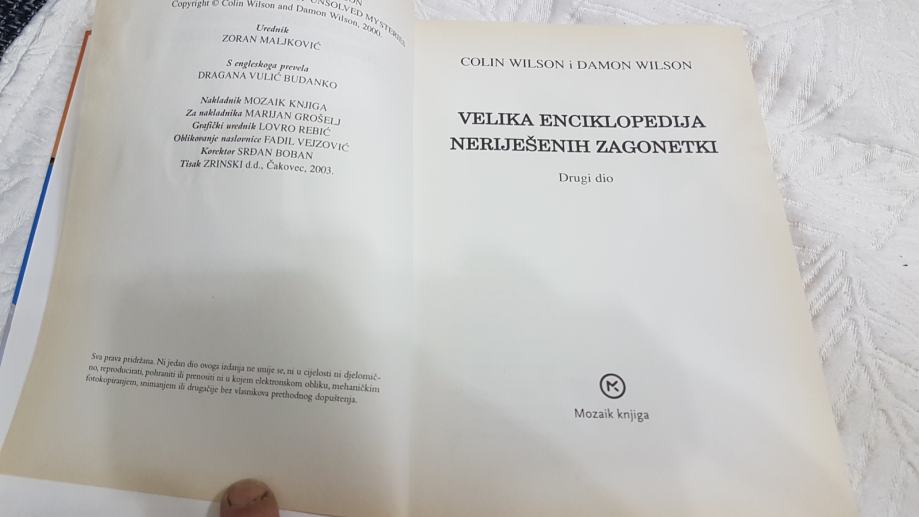 UNSOLVED MYSTERIES
Copyright © Colin Wilson and Damon Wilson, 2000.
Urednik
ZORAN MALJKOVIĆ
S engleskoga prevela
DRAGANA VULIĆ BUDANKO
Nakladnik MOZAIK KNJIGA
Za nakladnika MARIJAN GROŠELJ
Grafički urednik LOVRO REBIĆ
Oblikovanje naslovnice FADIL VEJZOVIĆ
Korektor SRĐAN BOBAN
Tisak ZRINSKI d.d., Čakovec, 2003.
Sva prava pridržana. Ni jedan dio ovoga izdanja ne smije se, ni u cijelosti ni djelomič-
no, reproducirati, pohraniti ili prenositi ni u kojem elektronskom obliku, mehaničkim
fotokopiranjem, snimanjem ili drugačije bez vlasnikova prethodnog dopuštenja.
COLIN WILSON i DAMON WILSON
VELIKA ENCIKLOPEDIJA
NERIJEŠENIH ZAGONETKI
Drugi dio
Mozaik knjiga